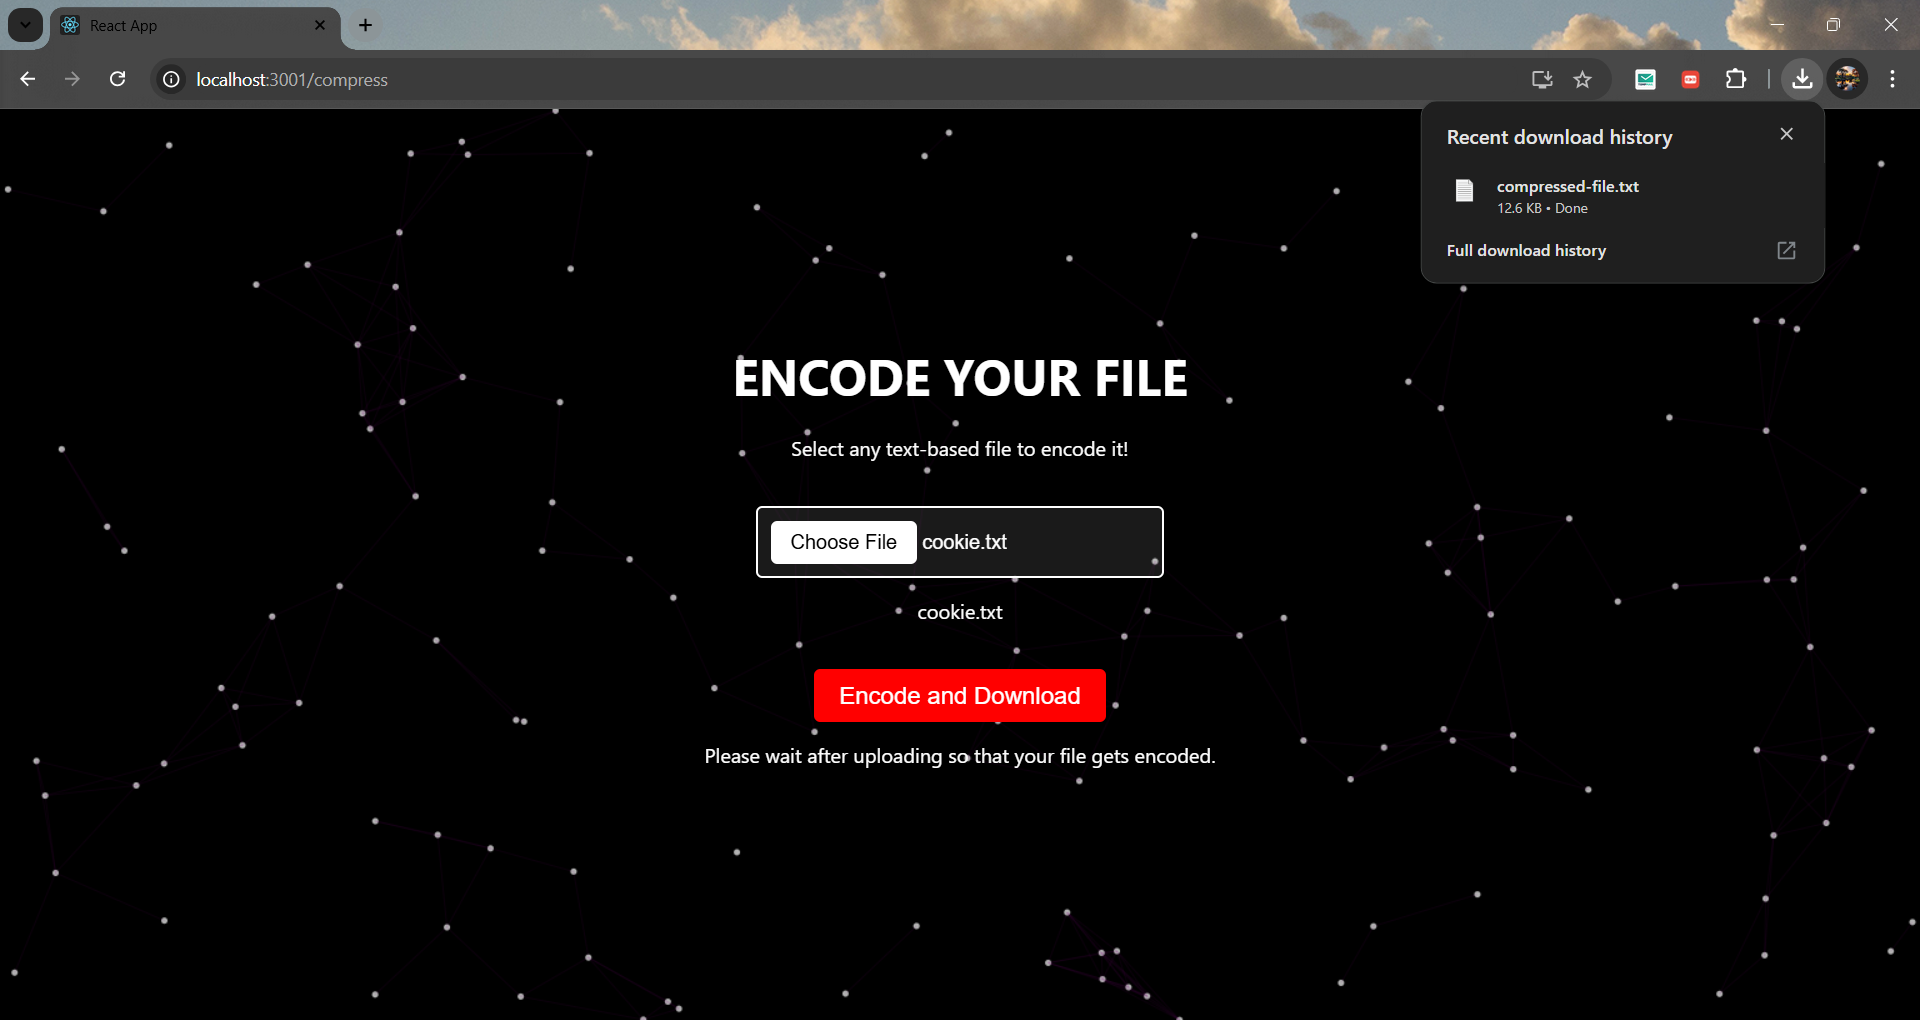 React App
localhost:3001/compress
Recent download history
compressed-file.txt
12.6 KB • Done
Full download history
ENCODE YOUR FILE
Select any text-based file to encode it!
Choose File cookie.txt
cookie.txt
Encode and Download
Please wait after uploading so that your file gets encoded.